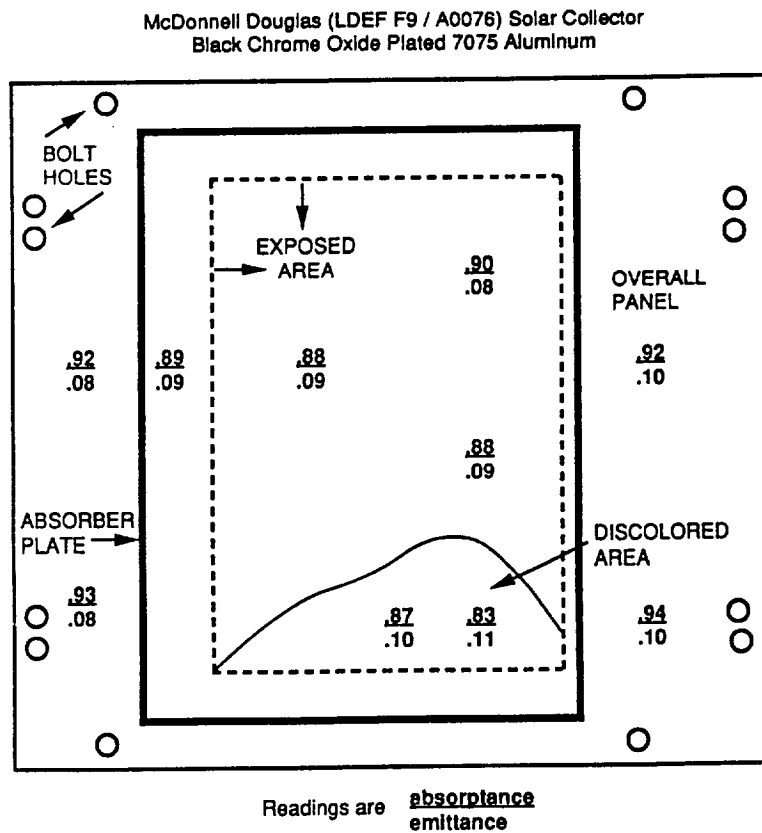 McDonnell Douglas (LDEF F9 / A0076) Solar Collector
Black Chrome Oxide Plated 7075 Aluminum
BOLT
HOLES
EXPOSED
AREA
.90
.08
OVERALL
PANEL
.92
.08
.89
.09
.88
.09
.92
.10
.88
.09
ABSORBER
PLATE
DISCOLORED
AREA
.93
.08
.87
.10
.83
.11
.94
.10
Readings are
absorptance
emittance